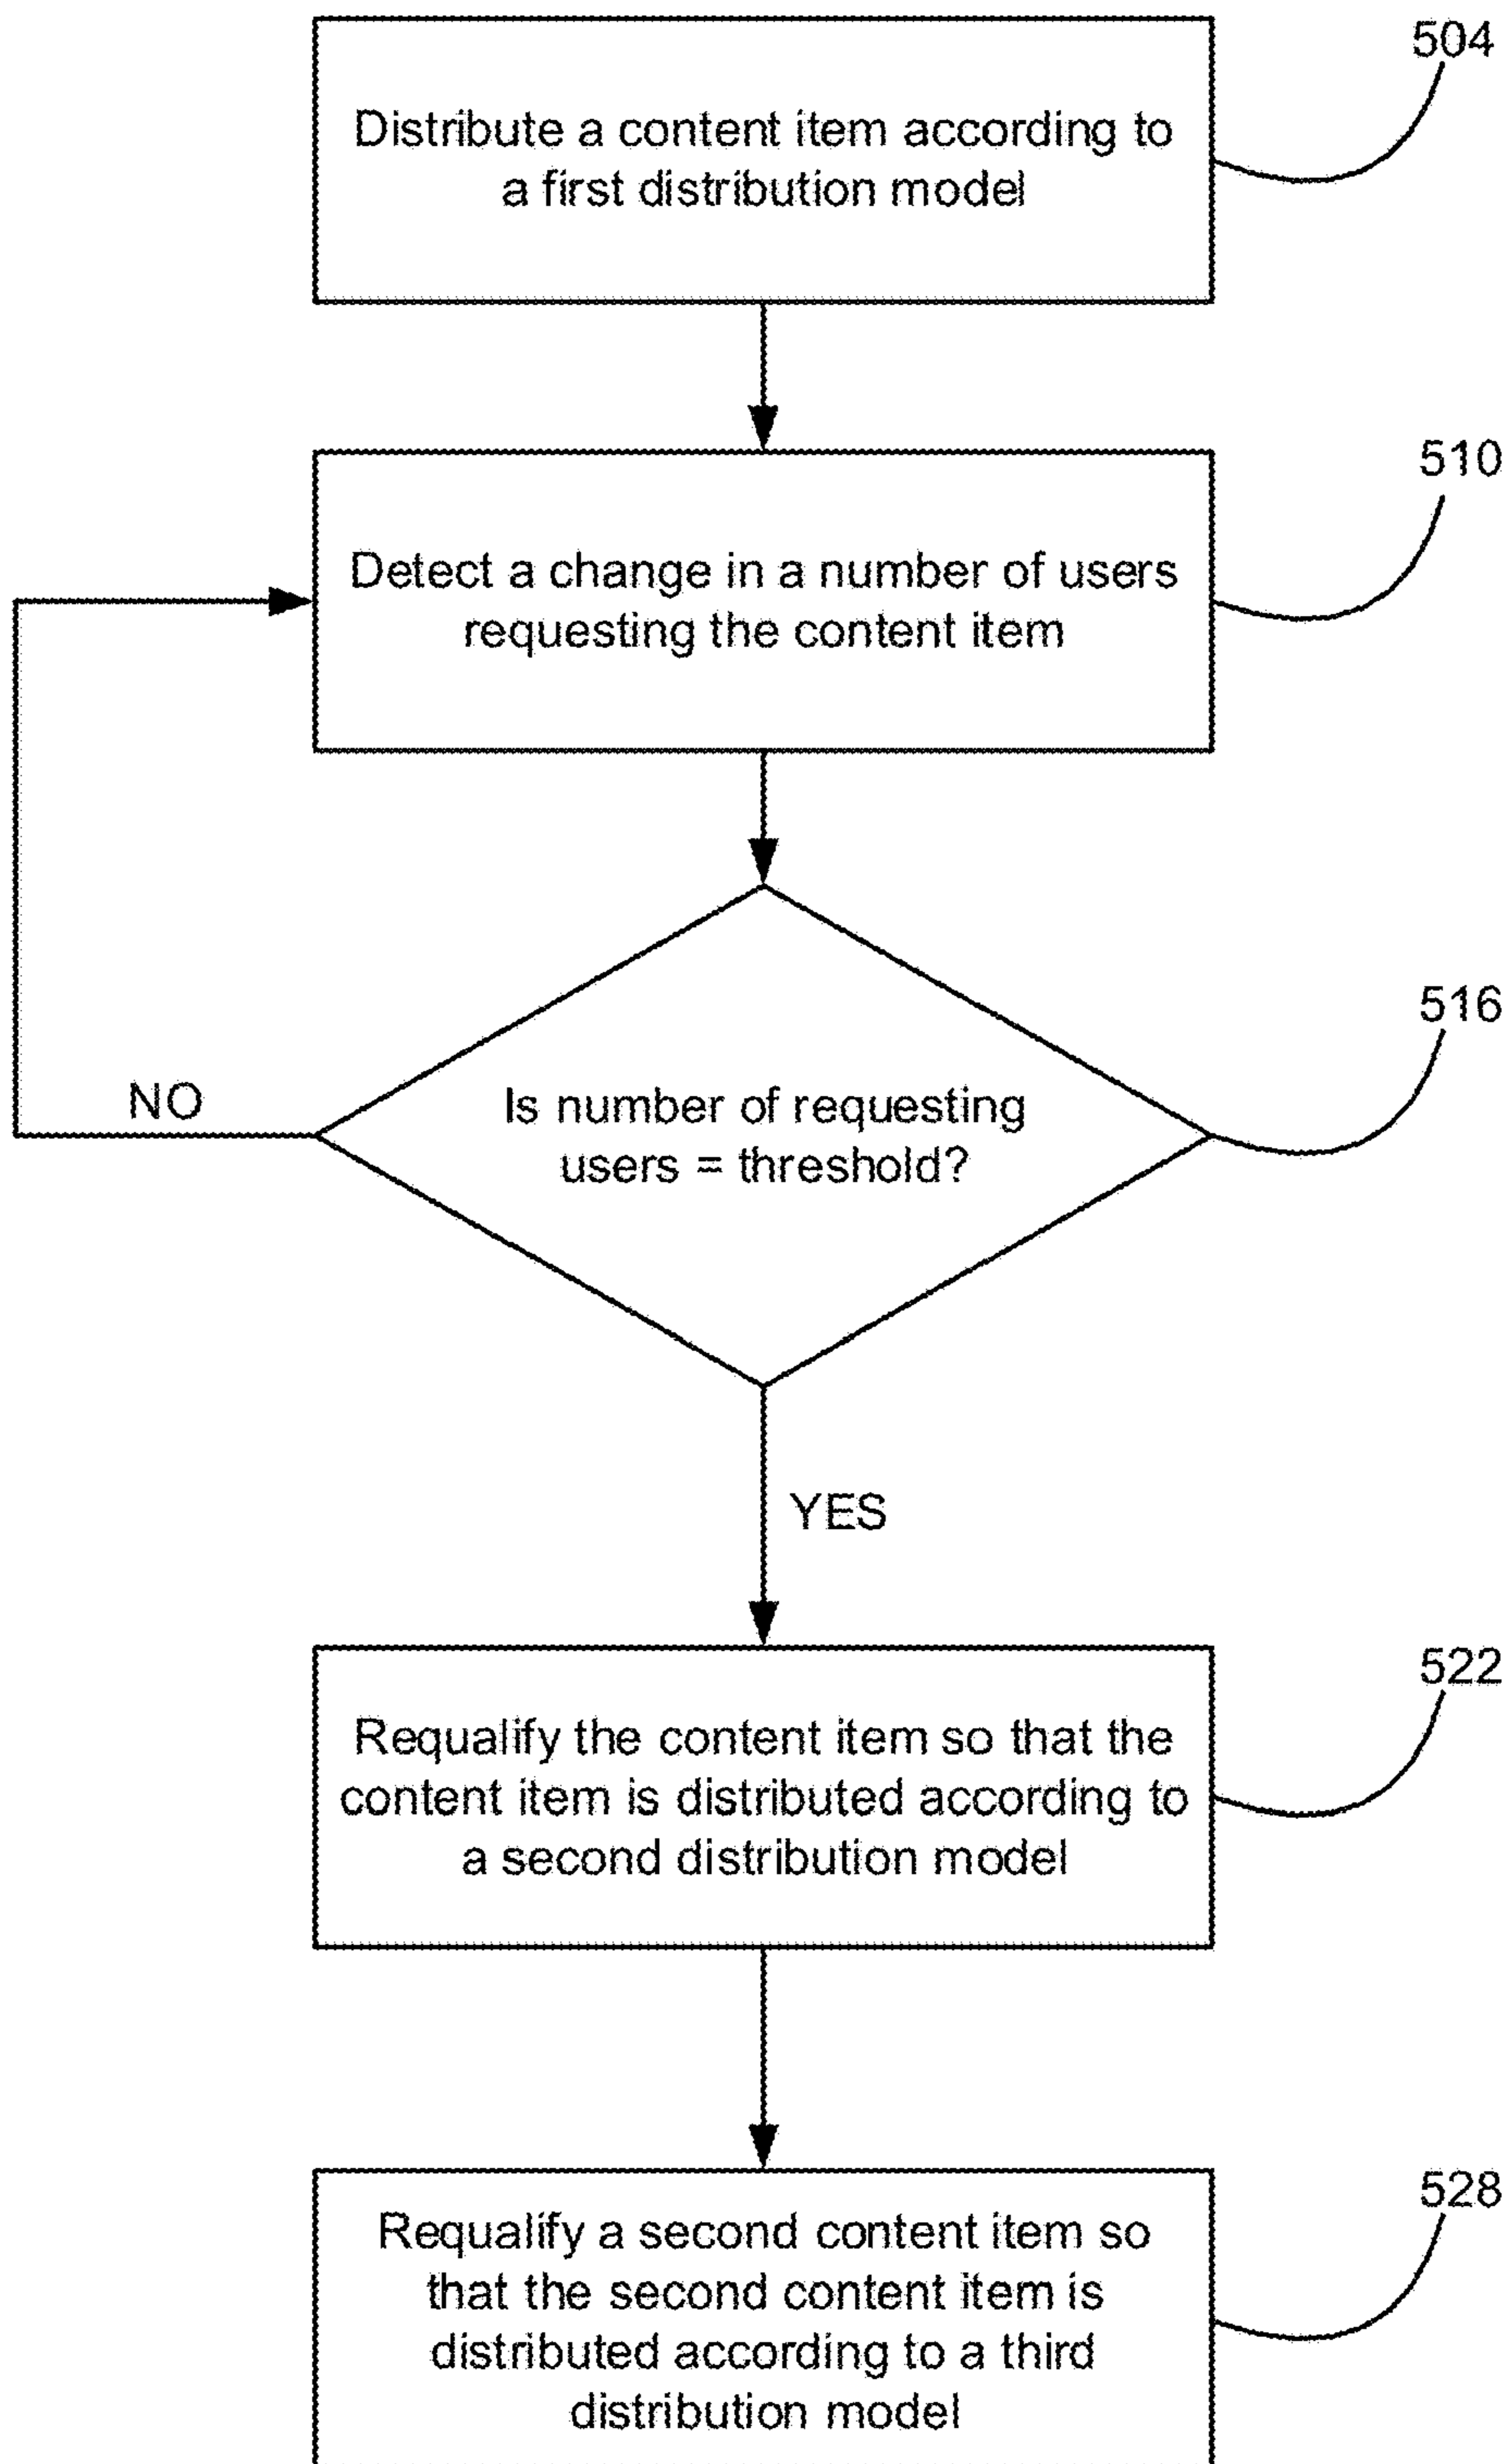 504
Distribute a content item according to
a first distribution model
510
Detect a change in a number of users
requesting the content item
516
NO
Is number of requesting
users = threshold?
YES
522
Requalify the content item so that the
content item is distributed according to
a second distribution model
528
Requalify a second content item so
that the second content item is
distributed according to a third
distribution model